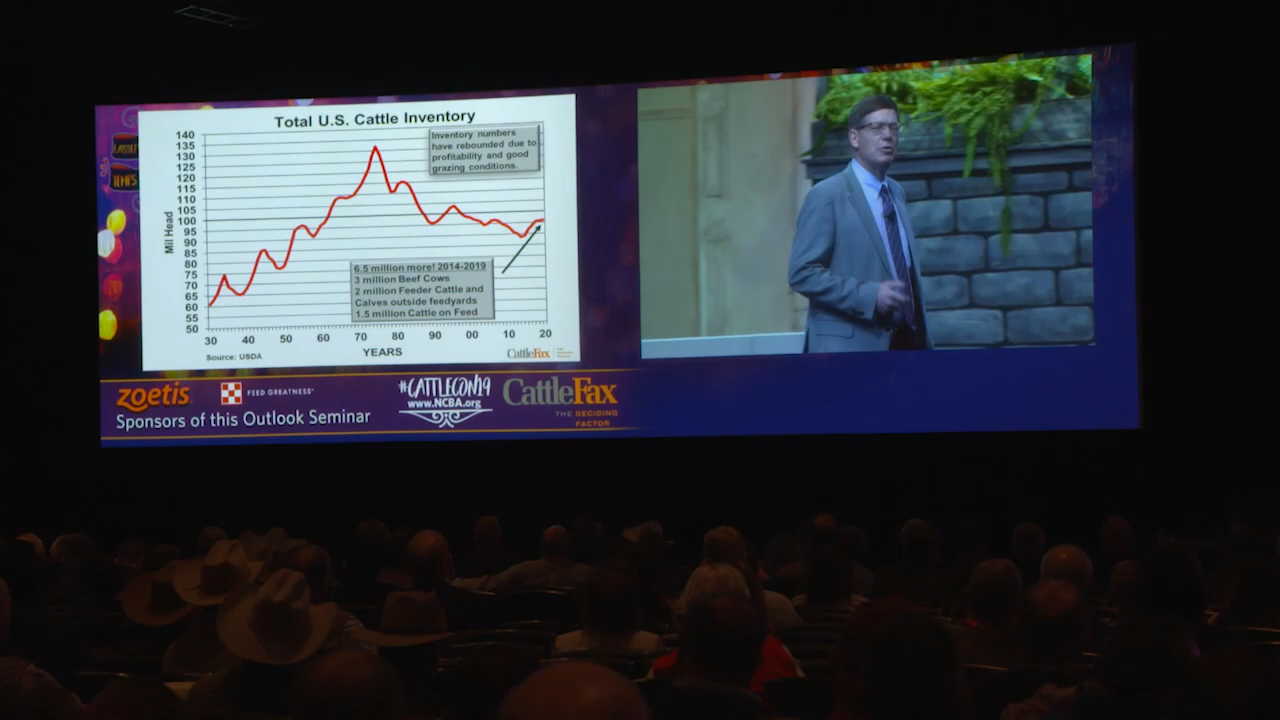 Total U.S. Cattle Inventory
Inventory numbers
have rebounded due to
profitability and good
grazing conditions.
Mil Head
140
135
130
125
120
115
110
105
100
95
90
85
80
75
70
65
60
55
50
6.5 million more! 2014-2019
3 million Beef Cows
2 million Feeder Cattle and
Calves outside feedyards
1.5 million Cattle on Feed
30 40 50 60 70 80 90 00 10 20
YEARS
Source: USDA
CattleFax
TEMPS
zoetis
FEED GREATNESS
#CATTLECON19
www.NCBA.org
CattleFax
THE DECIDING
FACTOR
Sponsors of this Outlook Seminar